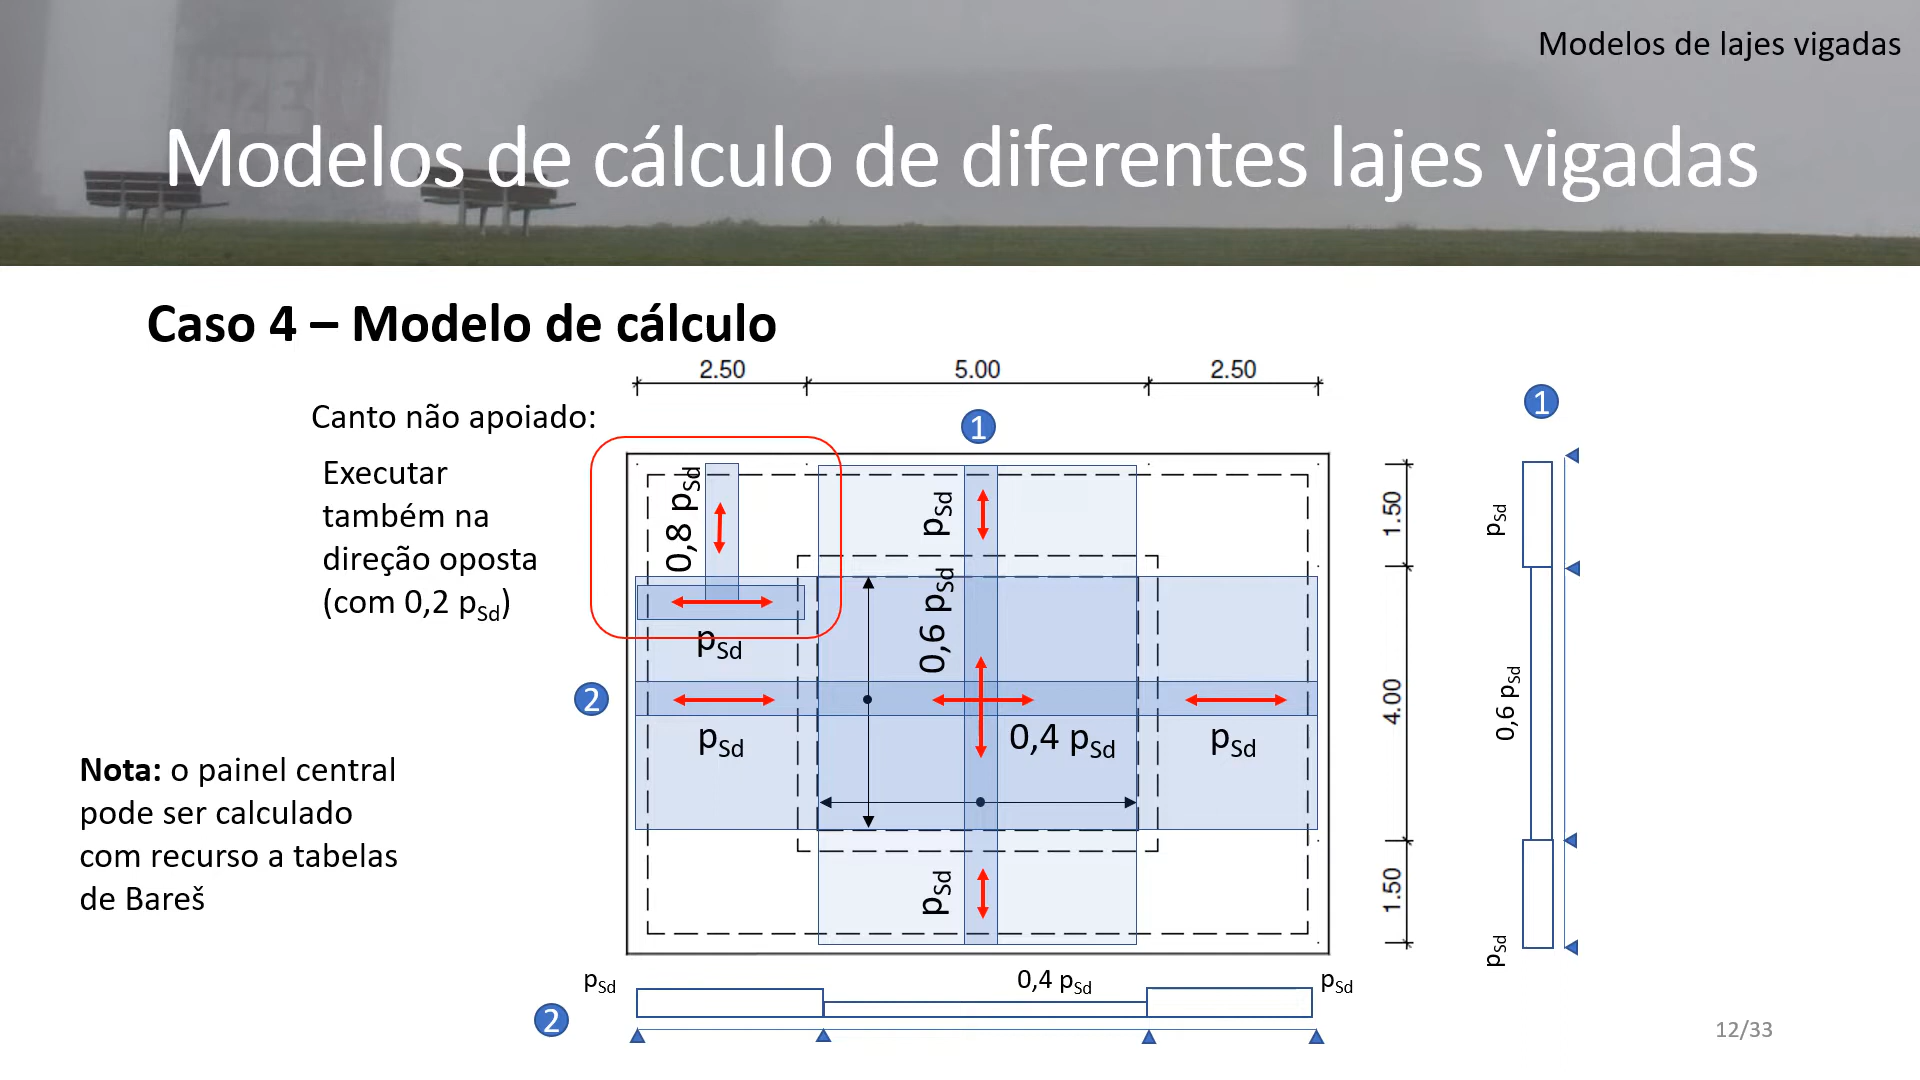 Modelos de lajes vigadas
Modelos de cálculo de diferentes lajes vigadas
Caso 4 – Modelo de cálculo
2.50 5.00 2.50
Canto não apoiado:
1
1
Executar
também na
direção oposta
(com 0,2 pSd)
0,8 pSd
pSd
0,6 pSd
pSd
1.50
pSd
2
pSd
0,4 pSd
pSd
4.00
0,6 pSd
Nota: o painel central
pode ser calculado
com recurso a tabelas
de Bareš
pSd
1.50
pSd
pSd
0,4 pSd
pSd
2
12/33